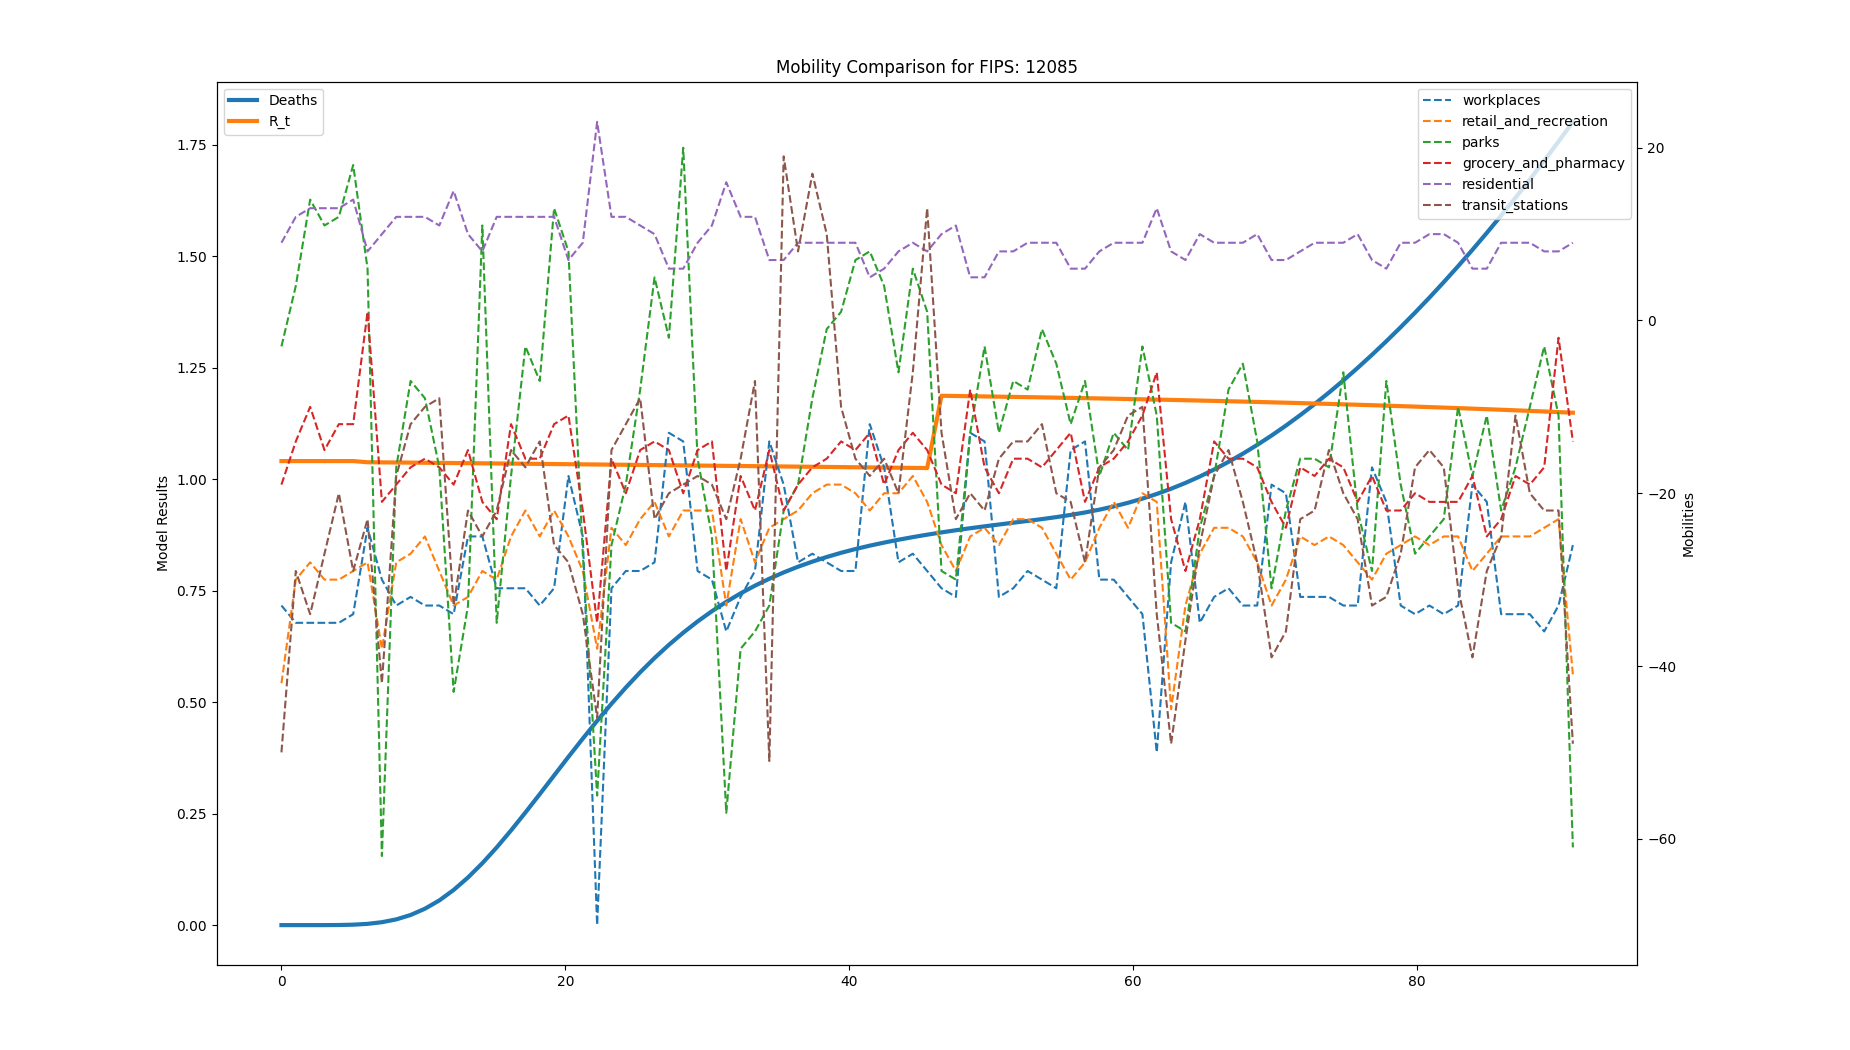 Mobility Comparison for FIPS: 12085
Deaths
R_t
workplaces
retail_and_recreation
parks
grocery_and_pharmacy
residential
transit_stations
1.75
1.50
1.25
1.00
0.75
0.50
0.25
0.00
Model Results
20
0
−20
−40
−60
Mobilities
0
20
40
60
80